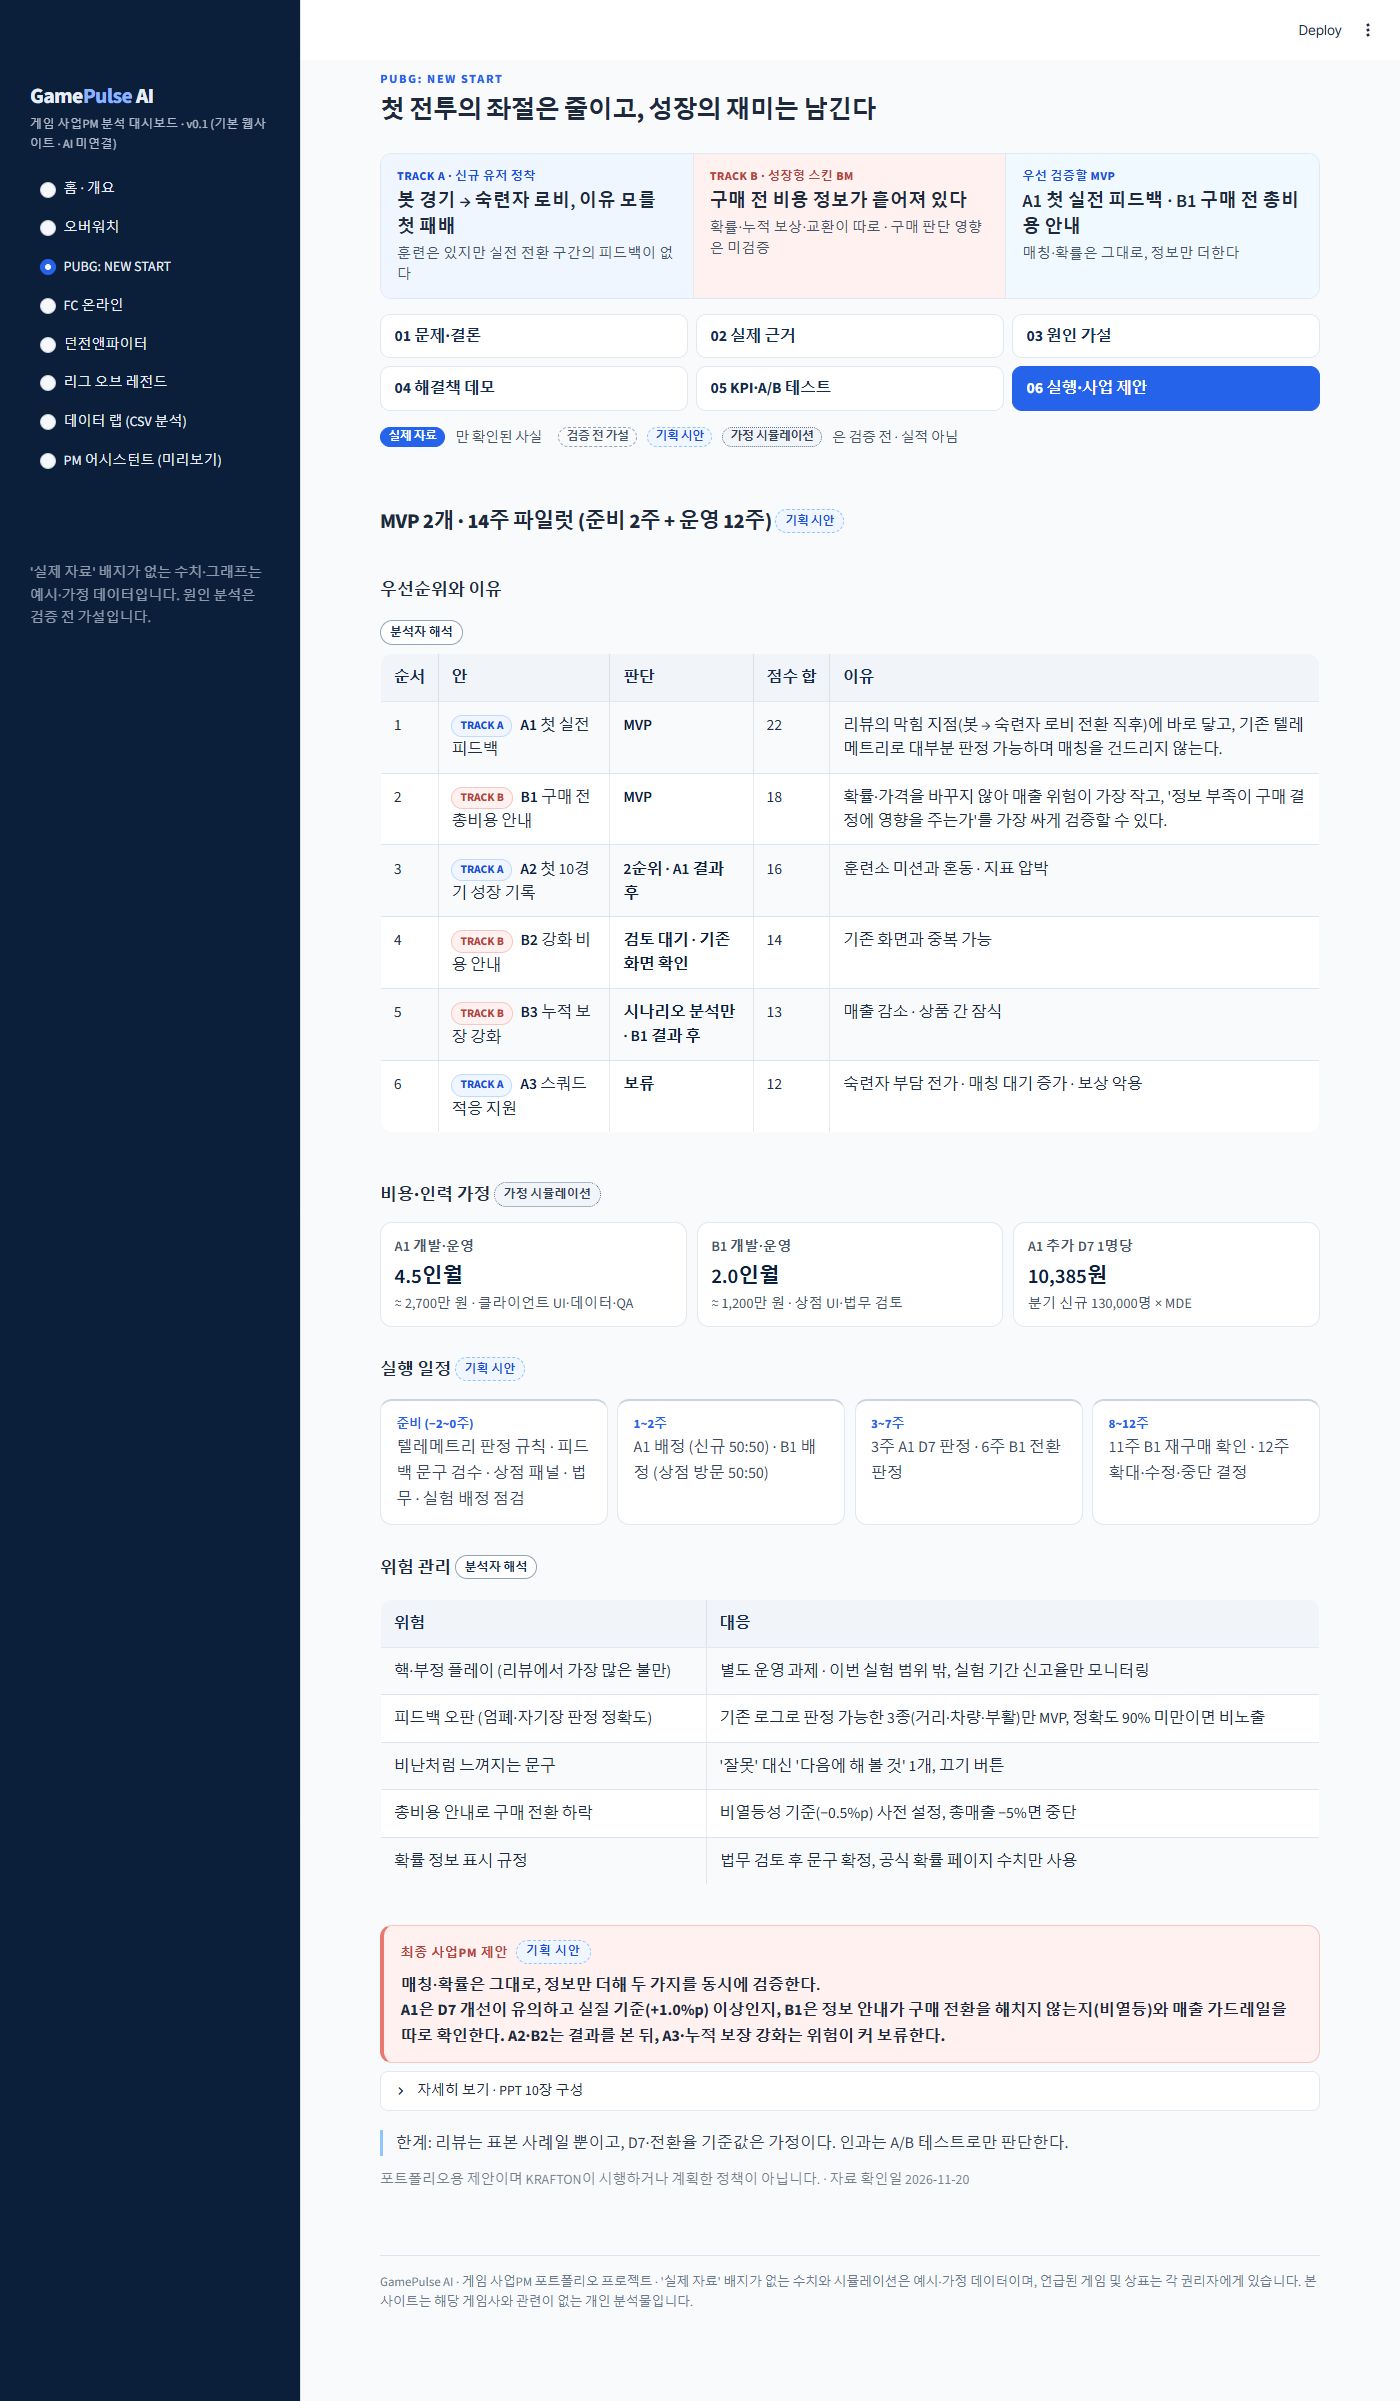 Deploy
GamePulse AI
게임 사업PM 분석 대시보드 · v0.1 (기본 웹사
이트 · AI 미연결)
홈 · 개요
오버워치
PUBG: NEW START
FC 온라인
던전앤파이터
리그 오브 레전드
데이터 랩 (CSV 분석)
PM 어시스턴트 (미리보기)
'실제 자료' 배지가 없는 수치·그래프는
예시·가정 데이터입니다. 원인 분석은
검증 전 가설입니다.
PUBG: NEW START
첫 전투의 좌절은 줄이고, 성장의 재미는 남긴다
TRACK A · 신규 유저 정착
봇 경기 → 숙련자 로비, 이유 모를
첫 패배
훈련은 있지만 실전 전환 구간의 피드백이 없
다
TRACK B · 성장형 스킨 BM
구매 전 비용 정보가 흩어져 있다
확률·누적 보상·교환이 따로 · 구매 판단 영향
은 미검증
우선 검증할 MVP
A1 첫 실전 피드백 · B1 구매 전 총비
용 안내
매칭·확률은 그대로, 정보만 더한다
01 문제·결론
02 실제 근거
03 원인 가설
04 해결책 데모
05 KPI·A/B 테스트
06 실행·사업 제안
실제 자료 만 확인된 사실 검증 전 가설 기획 시안 가정 시뮬레이션 은 검증 전 · 실적 아님
MVP 2개 · 14주 파일럿 (준비 2주 + 운영 12주) 기획 시안
우선순위와 이유
분석자 해석
순서 안 판단 점수 합 이유
1 TRACK A A1 첫 실전 MVP 22 리뷰의 막힘 지점(봇 → 숙련자 로비 전환 직후)에 바로 닿고, 기존 텔레
피드백 메트리로 대부분 판정 가능하며 매칭을 건드리지 않는다.
2 TRACK B B1 구매 전 MVP 18 확률·가격을 바꾸지 않아 매출 위험이 가장 작고, '정보 부족이 구매 결
총비용 안내 정에 영향을 주는가'를 가장 싸게 검증할 수 있다.
3 TRACK A A2 첫 10경 2순위 · A1 결과 16 훈련소 미션과 혼동 · 지표 압박
기 성장 기록 후
4 TRACK B B2 강화 비 검토 대기 · 기존 14 기존 화면과 중복 가능
용 안내 화면 확인
5 TRACK B B3 누적 보 시나리오 분석만 13 매출 감소 · 상품 간 잠식
장 강화 · B1 결과 후
6 TRACK A A3 스쿼드 보류 12 숙련자 부담 전가 · 매칭 대기 증가 · 보상 악용
적응 지원
비용·인력 가정 가정 시뮬레이션
A1 개발·운영
4.5인월
≈ 2,700만 원 · 클라이언트 UI·데이터·QA
B1 개발·운영
2.0인월
≈ 1,200만 원 · 상점 UI·법무 검토
A1 추가 D7 1명당
10,385원
분기 신규 130,000명 × MDE
실행 일정 기획 시안
준비 (−2~0주)
텔레메트리 판정 규칙 · 피드
백 문구 검수 · 상점 패널 · 법
무 · 실험 배정 점검
1~2주
A1 배정 (신규 50:50) · B1 배
정 (상점 방문 50:50)
3~7주
3주 A1 D7 판정 · 6주 B1 전환
판정
8~12주
11주 B1 재구매 확인 · 12주
확대·수정·중단 결정
위험 관리 분석자 해석
위험 대응
핵·부정 플레이 (리뷰에서 가장 많은 불만) 별도 운영 과제 · 이번 실험 범위 밖, 실험 기간 신고율만 모니터링
피드백 오판 (엄폐·자기장 판정 정확도) 기존 로그로 판정 가능한 3종(거리·차량·부활)만 MVP, 정확도 90% 미만이면 비노출
비난처럼 느껴지는 문구 '잘못' 대신 '다음에 해 볼 것' 1개, 끄기 버튼
총비용 안내로 구매 전환 하락 비열등성 기준(−0.5%p) 사전 설정, 총매출 −5%면 중단
확률 정보 표시 규정 법무 검토 후 문구 확정, 공식 확률 페이지 수치만 사용
최종 사업PM 제안 기획 시안
매칭·확률은 그대로, 정보만 더해 두 가지를 동시에 검증한다.
A1은 D7 개선이 유의하고 실질 기준(+1.0%p) 이상인지, B1은 정보 안내가 구매 전환을 해치지 않는지(비열등)와 매출 가드레일을
따로 확인한다. A2·B2는 결과를 본 뒤, A3·누적 보장 강화는 위험이 커 보류한다.
자세히 보기 · PPT 10장 구성
한계: 리뷰는 표본 사례일 뿐이고, D7·전환율 기준값은 가정이다. 인과는 A/B 테스트로만 판단한다.
포트폴리오용 제안이며 KRAFTON이 시행하거나 계획한 정책이 아닙니다. · 자료 확인일 2026-11-20
GamePulse AI · 게임 사업PM 포트폴리오 프로젝트 · '실제 자료' 배지가 없는 수치와 시뮬레이션은 예시·가정 데이터이며, 언급된 게임 및 상표는 각 권리자에게 있습니다. 본
사이트는 해당 게임사와 관련이 없는 개인 분석물입니다.